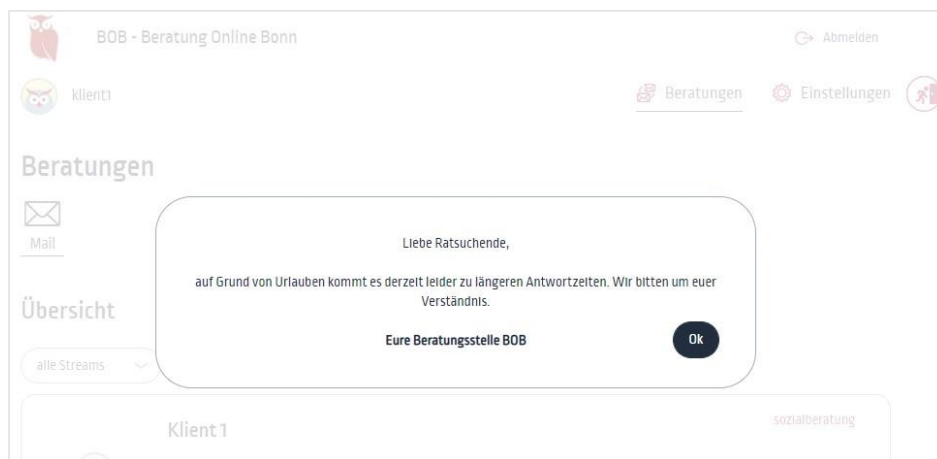 BOB - Beratung Online Bonn
Abmelden
klient1
Beratungen
Einstellungen
Beratungen
Mail
Liebe Ratsuchende,
auf Grund von Urlauben kommt es derzeit leider zu längeren Antwortzeiten. Wir bitten um euer
Verständnis.
Eure Beratungsstelle BOB
Ok
Übersicht
alle Streams
Klient 1
sozialberatung